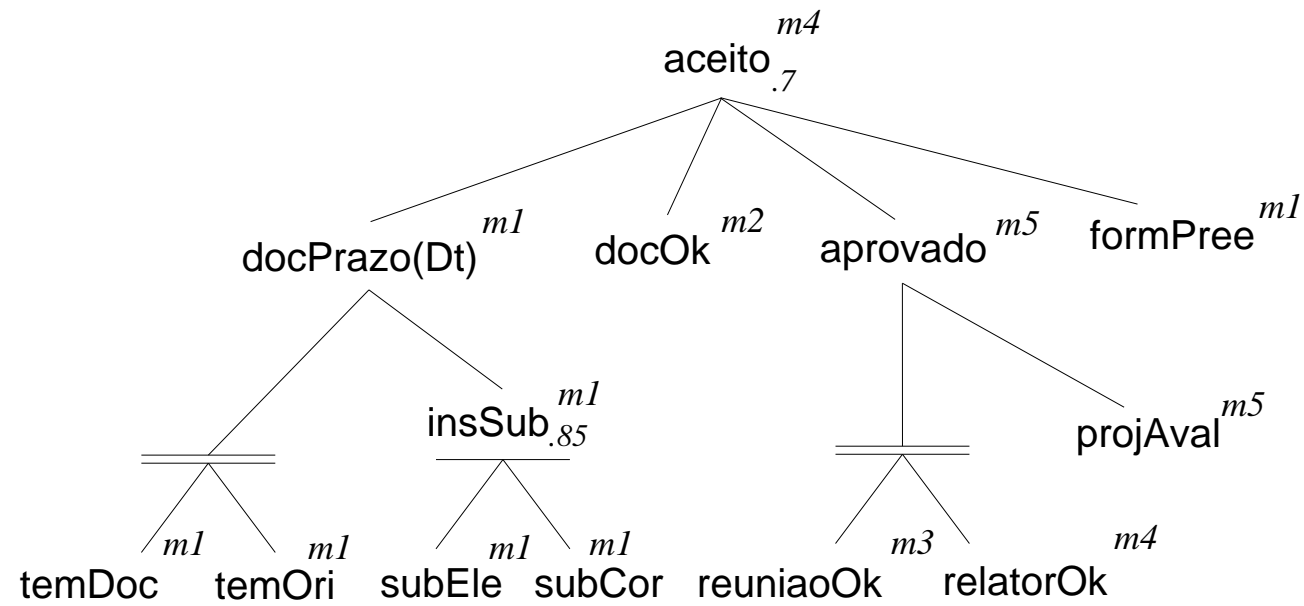 aceito.7 m4
docPrazo(Dt) m1 docOk m2 aprovado m5 formPree m1
insSub.85 m1 projAval m5
temDoc m1 temOri m1 subEle m1 subCor m1 reuniaoOk m3 relatorOk m4